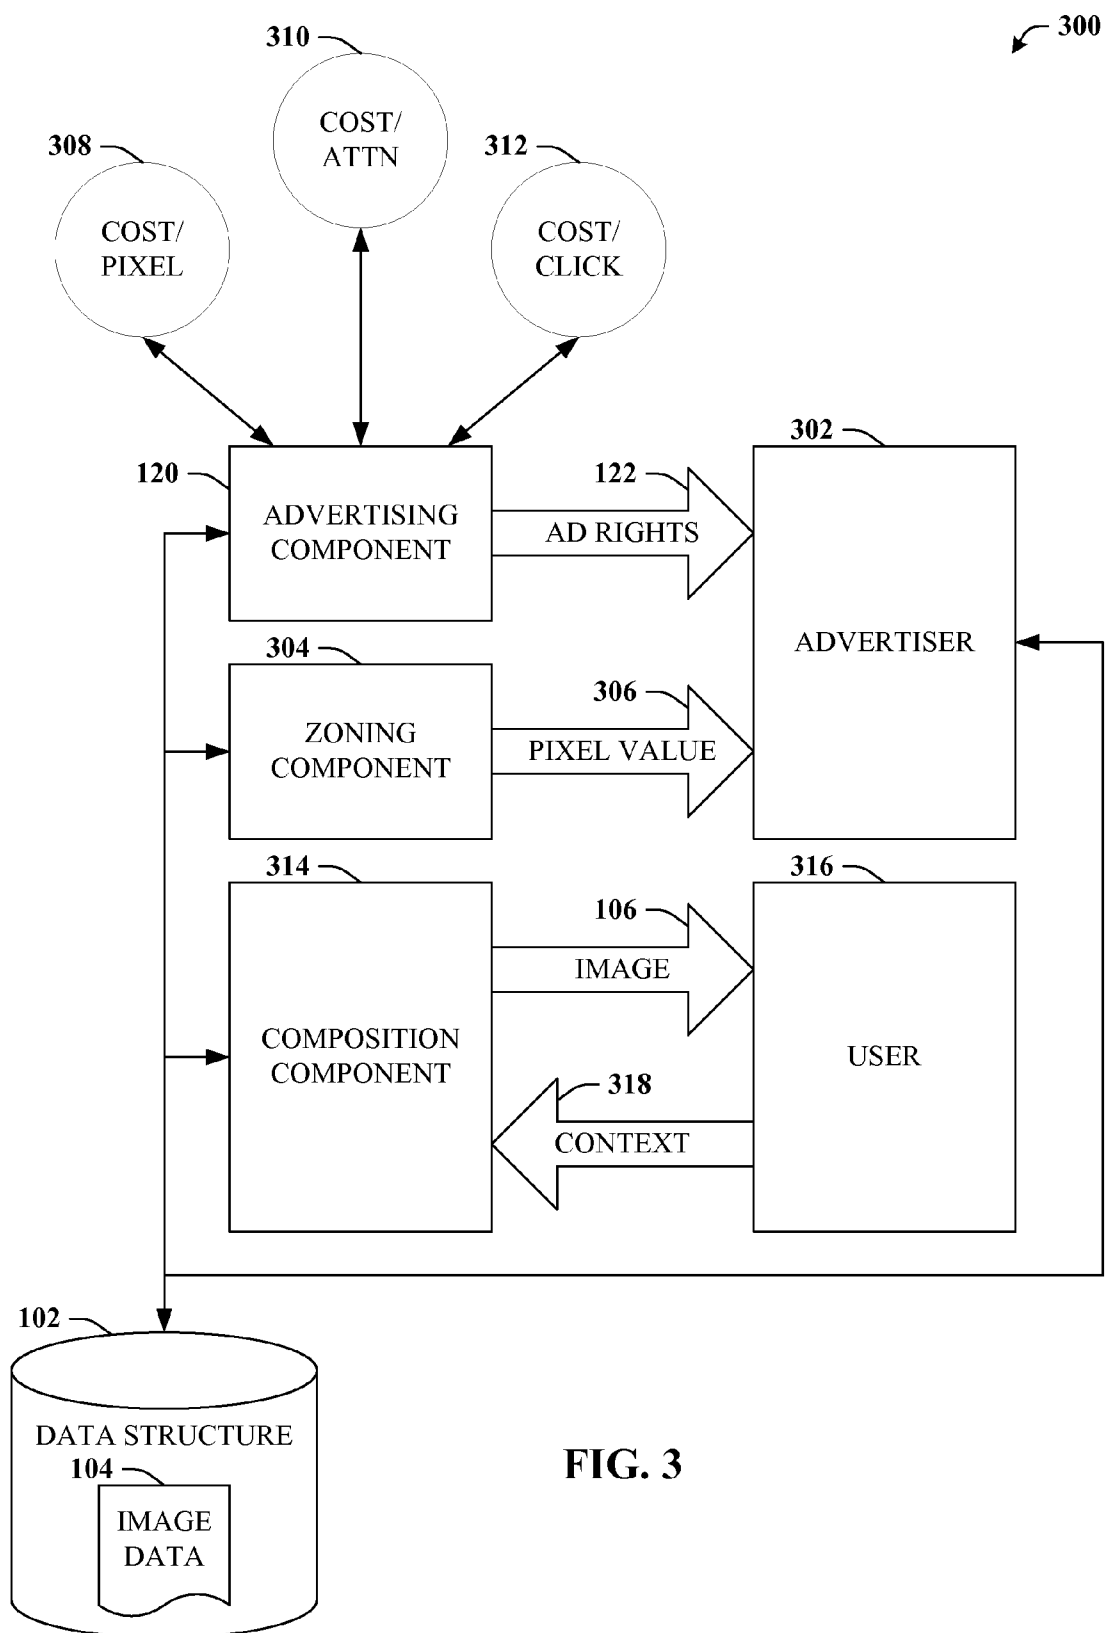 300
310
COST/
ATTN
308
COST/
PIXEL
312
COST/
CLICK
120
ADVERTISING
COMPONENT
122
AD RIGHTS
302
ADVERTISER
304
ZONING
COMPONENT
306
PIXEL VALUE
314
COMPOSITION
COMPONENT
106
IMAGE
316
USER
318
CONTEXT
102
DATA STRUCTURE
104
IMAGE
DATA
FIG. 3